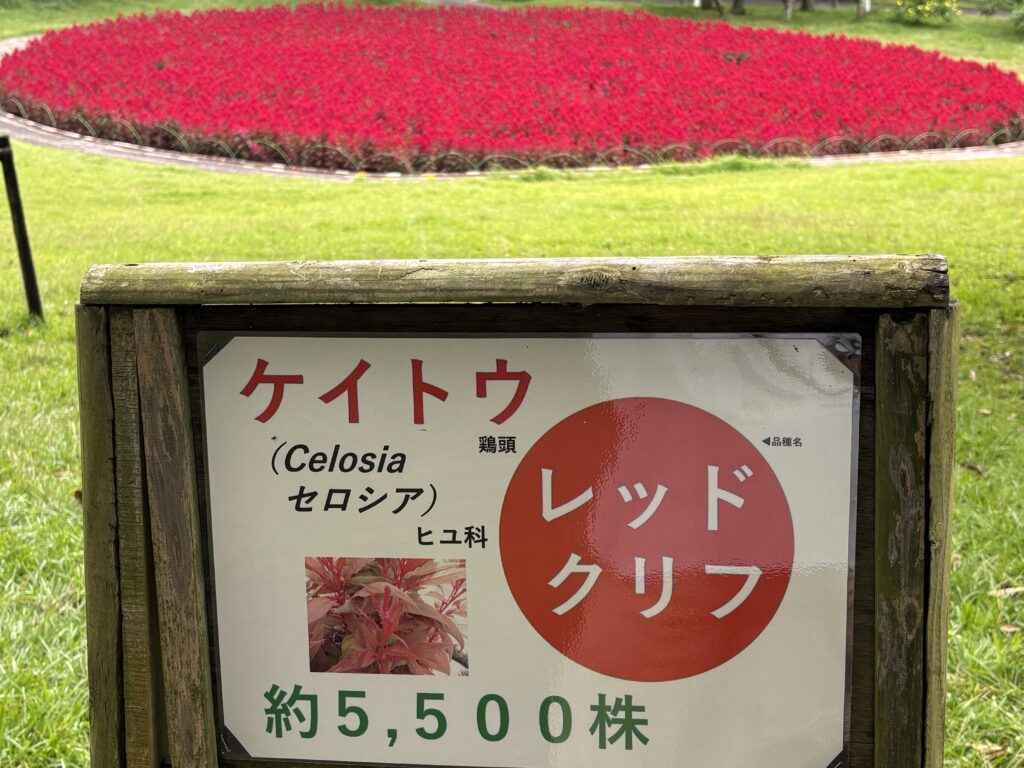 ケイトウ
鶏頭
(Celosia
セロシア)
ヒユ科
◀品種名
レッド
クリフ
約5,500株